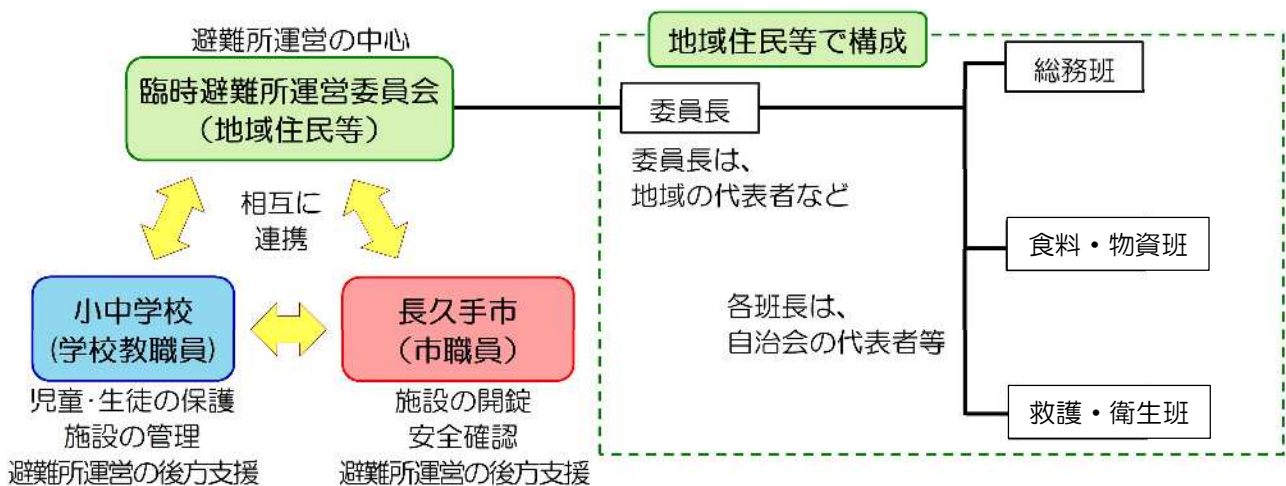 避難所運営の中心
臨時避難所運営委員会
（地域住民等）
相互に
連携
小中学校
(学校教職員)
児童・生徒の保護
施設の管理
避難所運営の後方支援
長久手市
（市職員）
施設の開錠
安全確認
避難所運営の後方支援
地域住民等で構成
委員長
委員長は、
地域の代表者など
各班長は、
自治会の代表者等
総務班
食料・物資班
救護・衛生班